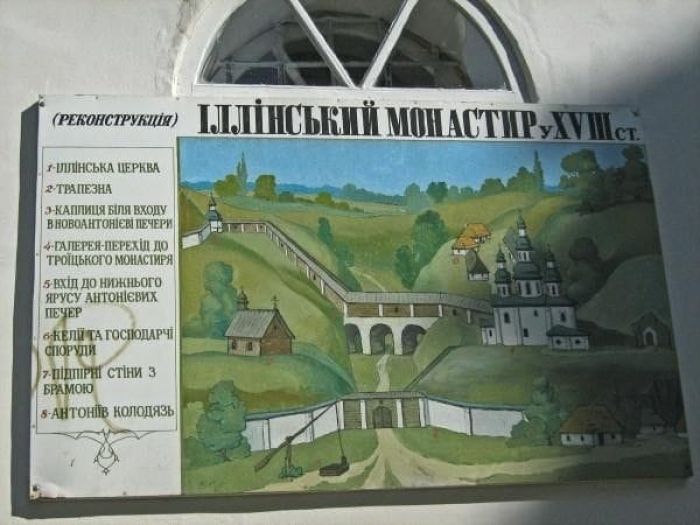 (РЕКОНСТРУКЦІЯ) ІЛЛІНСЬКИЙ МОНАСТИР У XVIII СТ.
1-ІЛЛІНСЬКА ЦЕРКВА
2-ТРАПЕЗНА
3-КАПЛИЦЯ БІЛЯ ВХОДУ
В НОВОАНТОНІЄВІ ПЕЧЕРИ
4-ГАЛЕРЕЯ-ПЕРЕХІД ДО
ТРОЇЦЬКОГО МОНАСТИРЯ
5-ВХІД ДО НИЖНЬОГО
ЯРУСУ АНТОНІЄВИХ
ПЕЧЕР
6-КЕЛІЇ ТА ГОСПОДАРЧІ
СПОРУДИ
7-ПІДПІРНІ СТІНИ З
БРАМОЮ
8-АНТОНІЇВ КОЛОДЯЗЬ